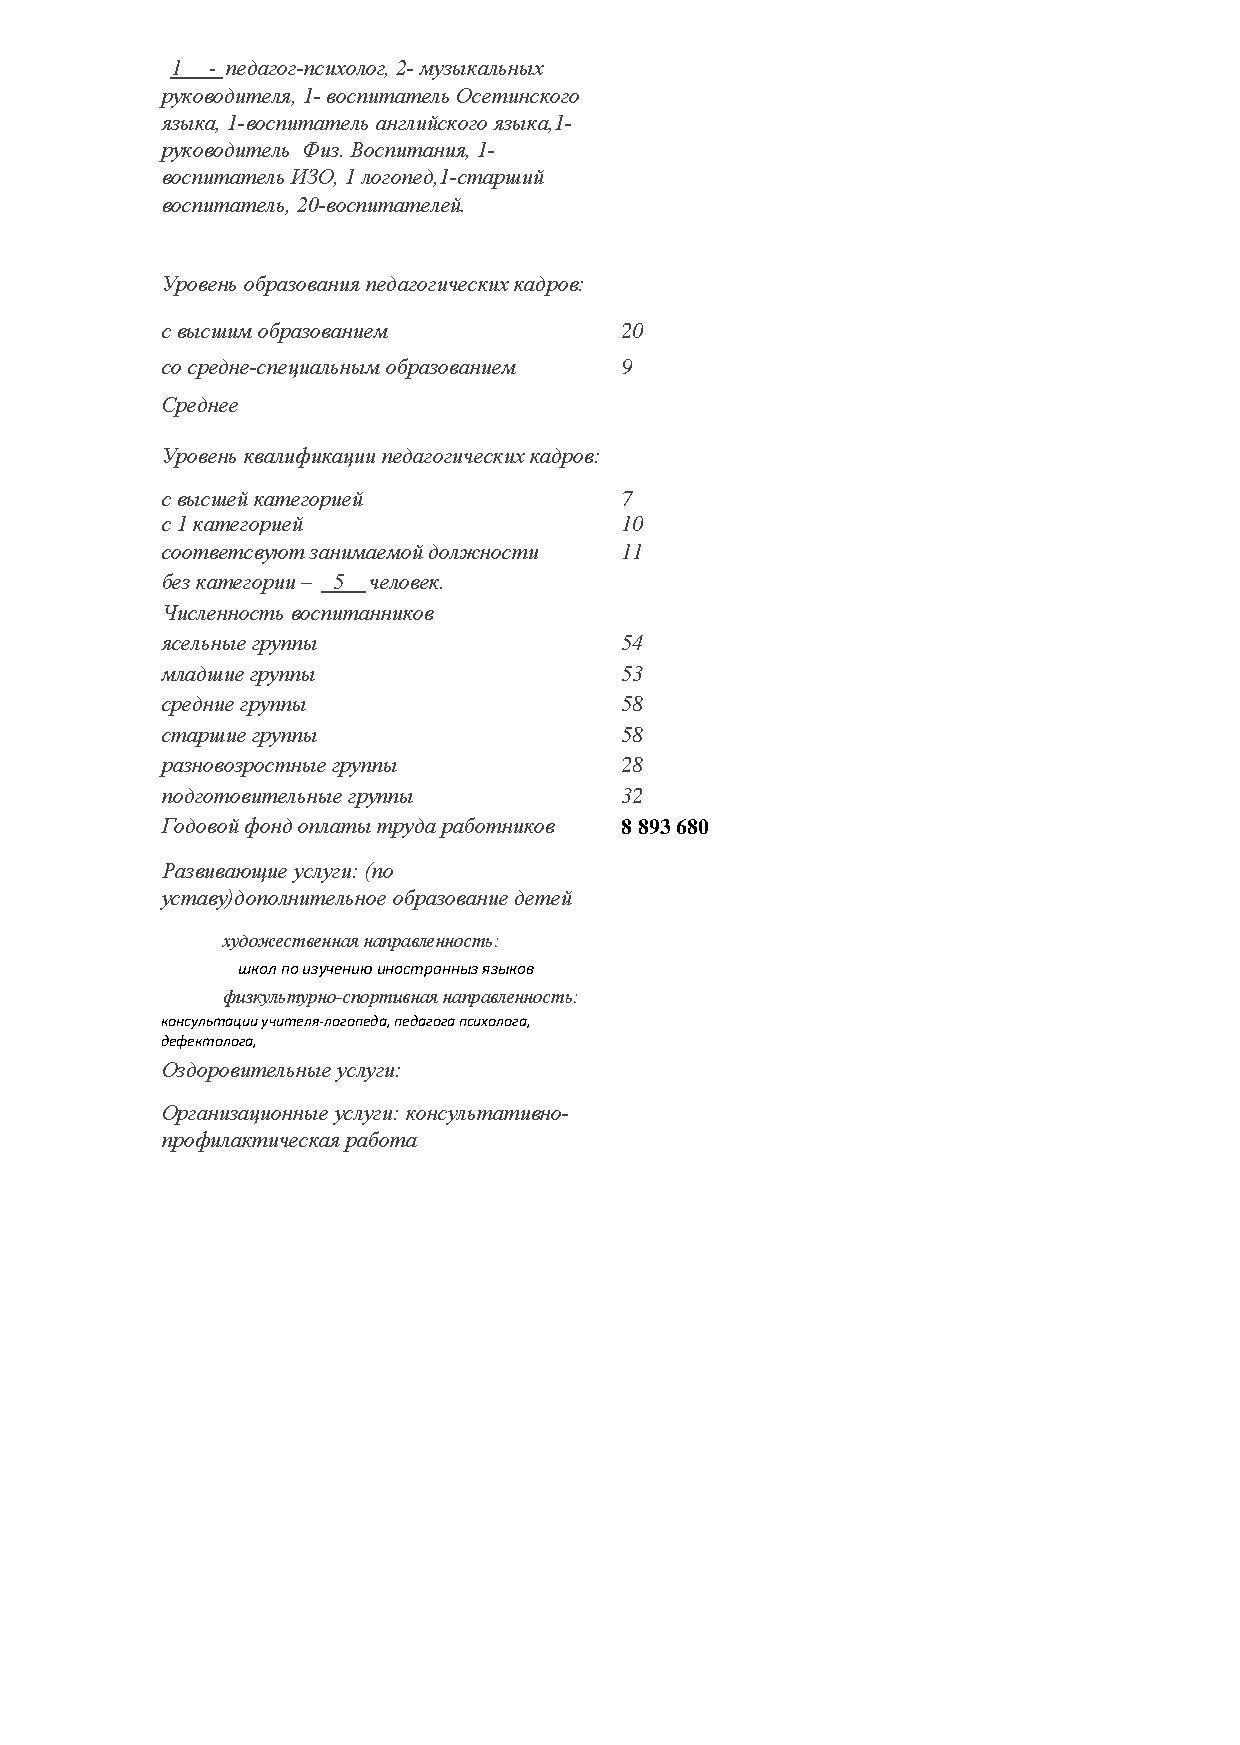 1 - педагог-психолог, 2- музыкальных
руководителя, 1- воспитатель Осетинского
языка, 1-воспитатель английского языка,1-
руководитель Физ. Воспитания, 1-
воспитатель ИЗО, 1 логопед,1-старший
воспитатель, 20-воспитателей.
Уровень образования педагогических кадров:
с высшим образованием 20
со средне-специальным образованием 9
Среднее
Уровень квалификации педагогических кадров:
с высшей категорией 7
с 1 категорией 10
соответсвуют занимаемой должности 11
без категории – 5 человек.
Численность воспитанников
ясельные группы 54
младшие группы 53
средние группы 58
старшие группы 58
разновозростные группы 28
подготовительные группы 32
Годовой фонд оплаты труда работников 8 893 680
Развивающие услуги: (по
уставу)дополнительное образование детей
художественная направленность:
школ по изучению иностранныз языков
физкультурно-спортивная направленность:
консультации учителя-логопеда, педагога психолога,
дефектолога,
Оздоровительные услуги:
Организационные услуги: консультативно-
профилактическая работа